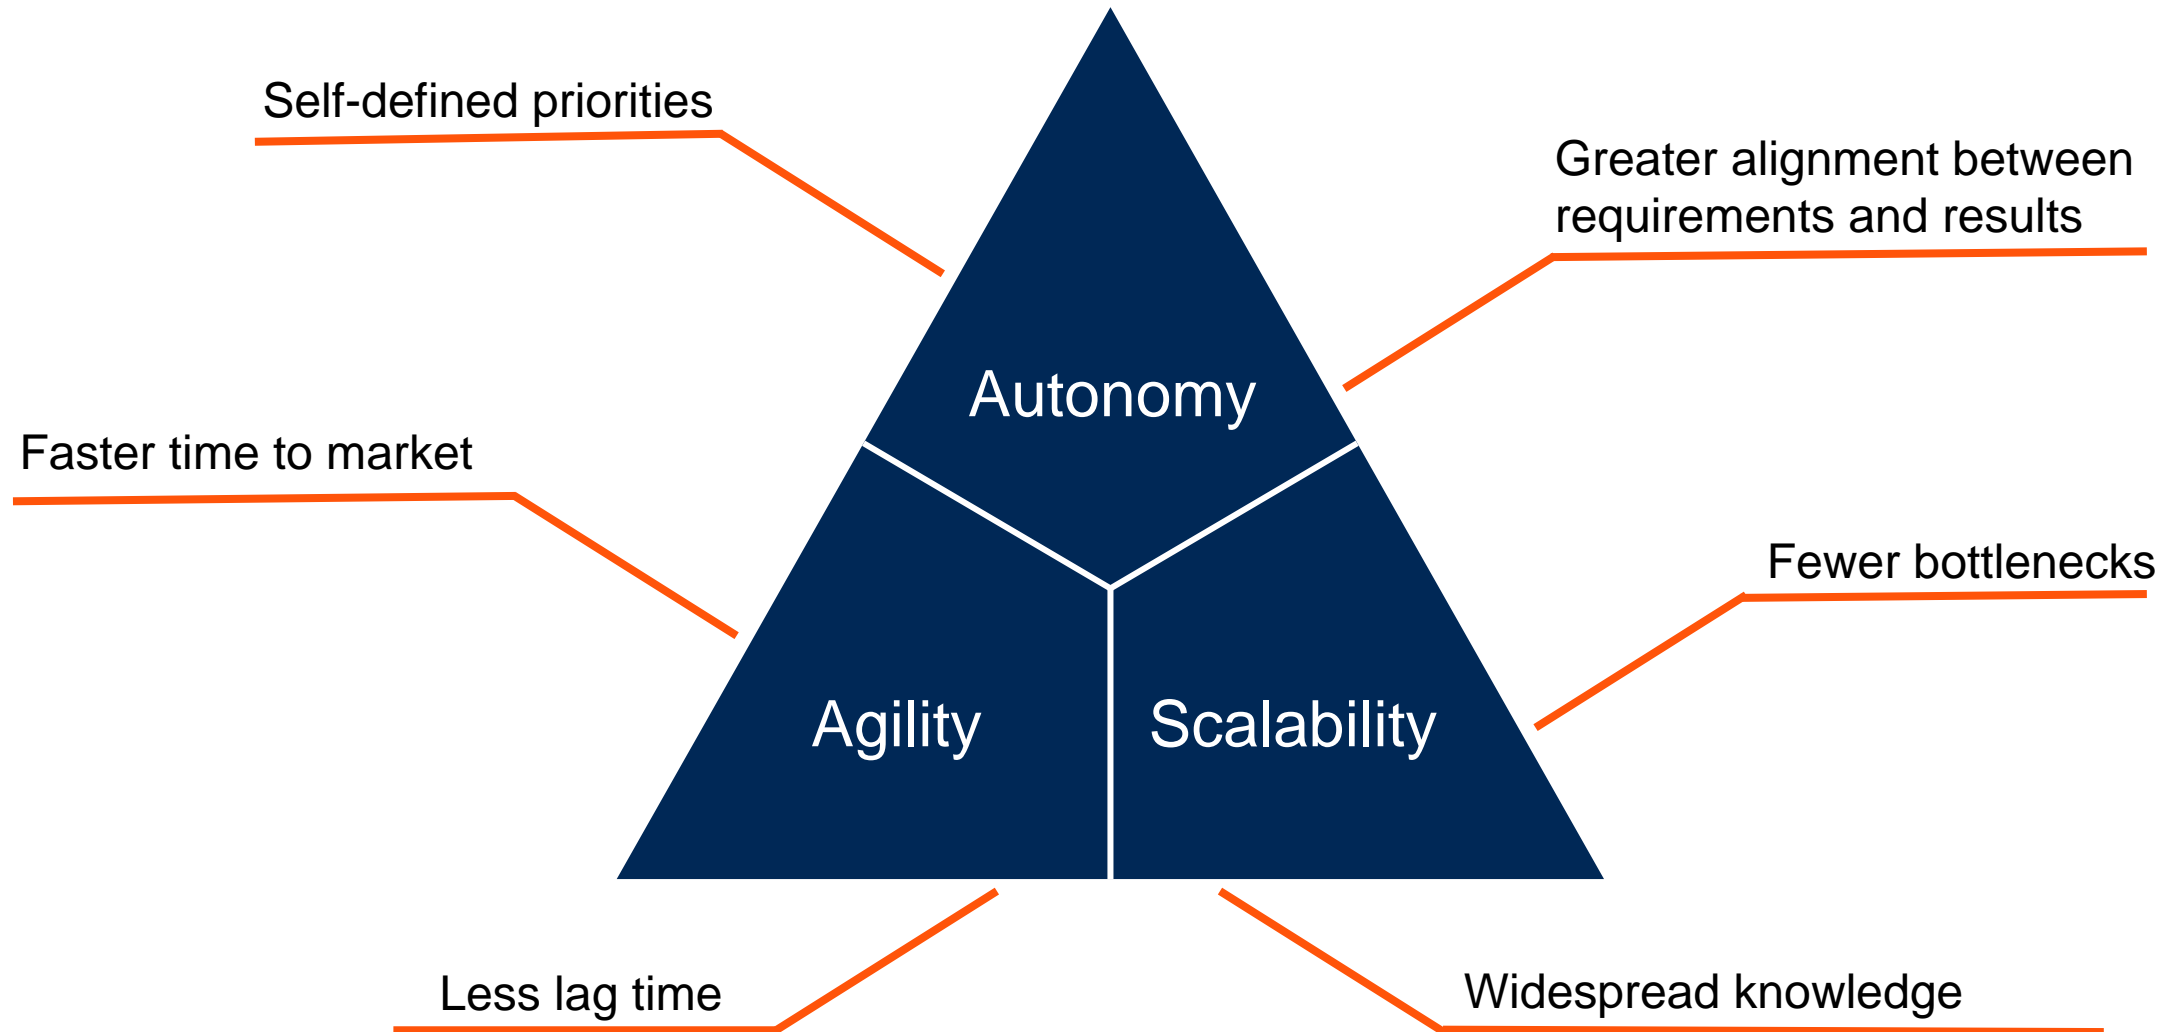 Self-defined priorities
Greater alignment between
requirements and results
Autonomy
Faster time to market
Fewer bottlenecks
Agility
Scalability
Less lag time
Widespread knowledge